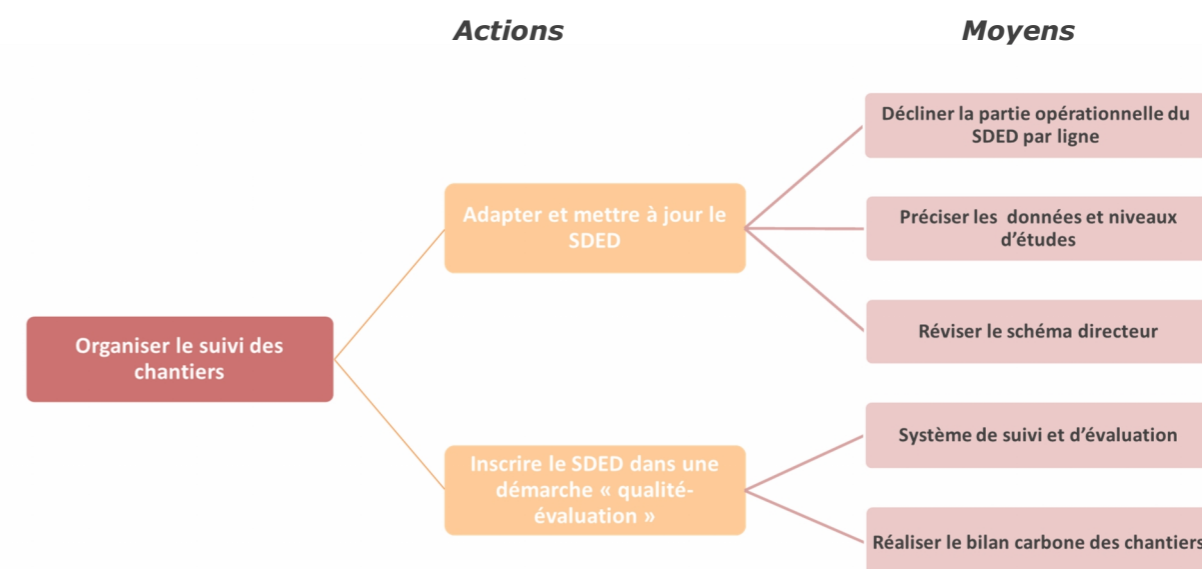 Actions
Moyens
Décliner la partie opérationnelle du
SDED par ligne
Adapter et mettre à jour le
SDED
Préciser les données et niveaux
d'études
Réviser le schéma directeur
Organiser le suivi des
chantiers
Système de suivi et d'évaluation
Inscrire le SDED dans une
démarche « qualité-
évaluation »
Réaliser le bilan carbone des chantiers